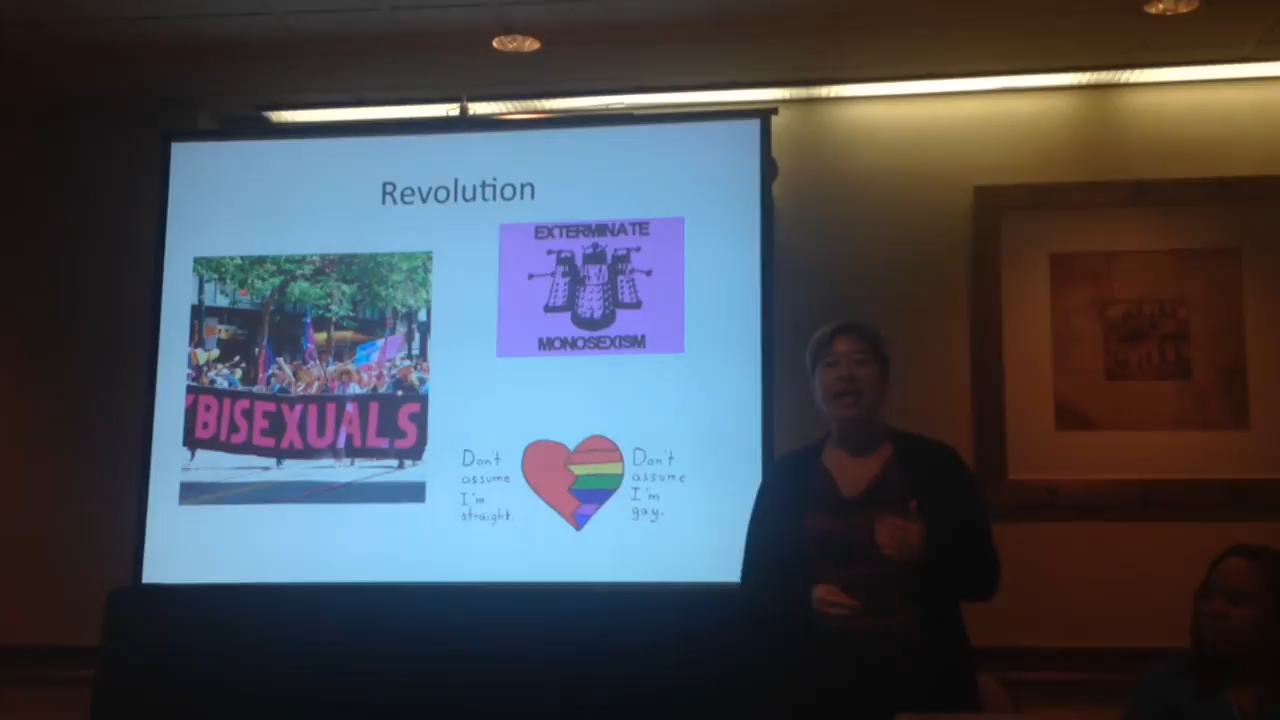 Revolution
EXTERMINATE
MONOSEXISM
BISEXUALS
Don't
assume
I'm
straight.
Don't
assume
I'm
gay.